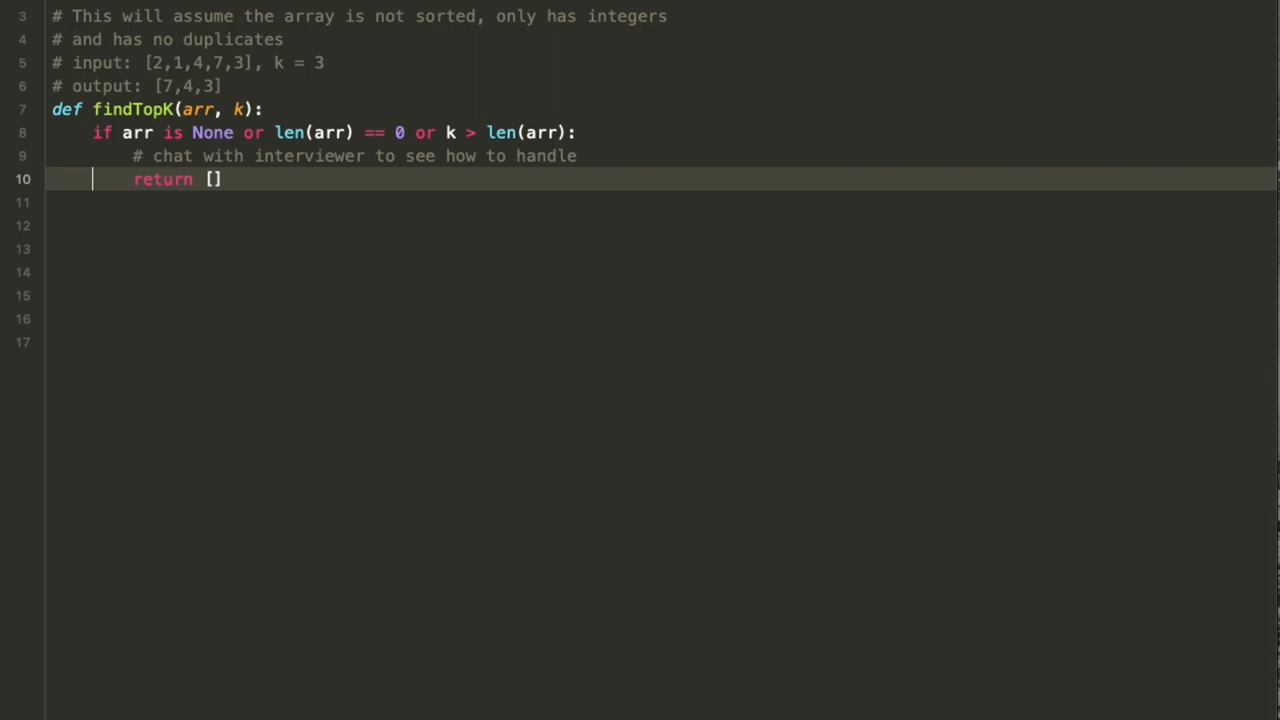 3 # This will assume the array is not sorted, only has integers
4 # and has no duplicates
5 # input: [2,1,4,7,3], k = 3
6 # output: [7,4,3]
7 def findTopK(arr, k):
8     if arr is None or len(arr) == 0 or k > len(arr):
9         # chat with interviewer to see how to handle
10         return []
11
12
13
14
15
16
17